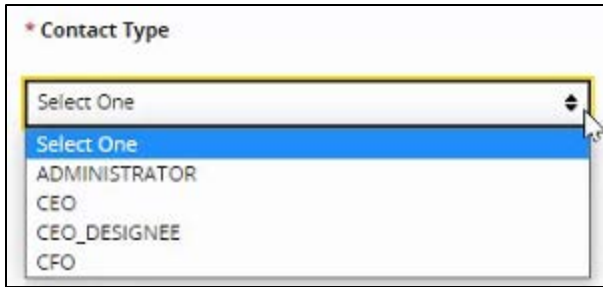 * Contact Type
Select One
Select One
ADMINISTRATOR
CEO
CEO_DESIGNEE
CFO